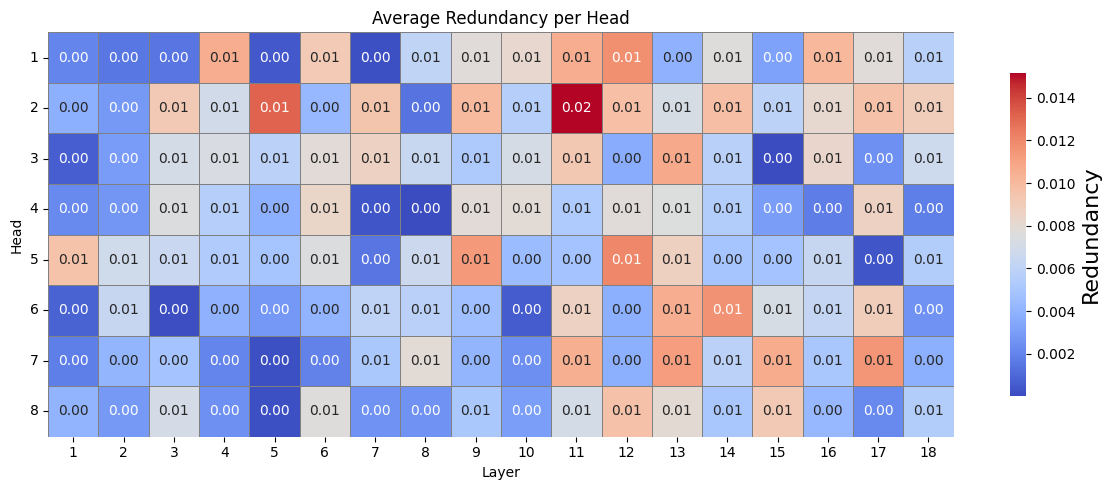 Average Redundancy per Head
1 0.00 0.00 0.00 0.01 0.00 0.01 0.00 0.01 0.01 0.01 0.01 0.01 0.00 0.01 0.00 0.01 0.01 0.01
2 0.00 0.00 0.01 0.01 0.01 0.00 0.01 0.00 0.01 0.01 0.02 0.01 0.01 0.01 0.01 0.01 0.01 0.01
3 0.00 0.00 0.01 0.01 0.01 0.01 0.01 0.01 0.01 0.01 0.01 0.00 0.01 0.01 0.00 0.01 0.00 0.01
4 0.00 0.00 0.01 0.01 0.00 0.01 0.00 0.00 0.01 0.01 0.01 0.01 0.01 0.01 0.00 0.00 0.01 0.00
5 0.01 0.01 0.01 0.01 0.01 0.01 0.00 0.01 0.01 0.00 0.00 0.01 0.01 0.00 0.00 0.01 0.00 0.01
6 0.00 0.01 0.00 0.00 0.00 0.00 0.01 0.01 0.00 0.00 0.01 0.00 0.01 0.01 0.01 0.01 0.01 0.00
7 0.00 0.00 0.00 0.00 0.00 0.00 0.01 0.01 0.00 0.00 0.01 0.00 0.01 0.01 0.01 0.01 0.01 0.00
8 0.00 0.00 0.01 0.00 0.00 0.01 0.00 0.00 0.01 0.00 0.01 0.01 0.01 0.01 0.01 0.00 0.00 0.01
1 2 3 4 5 6 7 8 9 10 11 12 13 14 15 16 17 18
Layer
Head
0.014
0.012
0.010
0.008
0.006
0.004
0.002
Redundancy